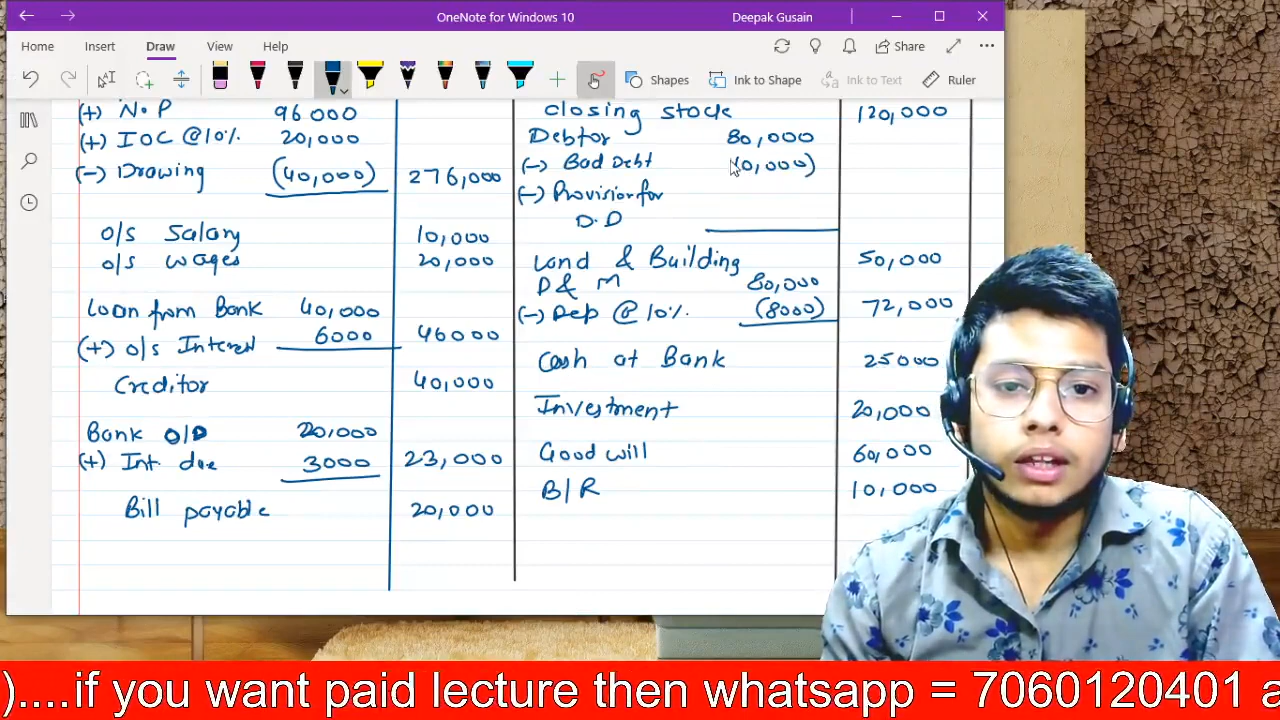 OneNote for Windows 10
Deepak Gusain
Home Insert Draw View Help
Share
Shapes Ink to Shape Ink to Text Ruler
(+) N.P 96000
(+) IOC @10% 20,000
(-) Drawing (40,000) 276,000
o/s Salary 10,000
o/s wages 20,000
Loan from Bank 40,000
(+) o/s Interest 6000 46000
Creditor 40,000
Bank O/D 20,000
(+) Int. due 3000 23,000
Bill payable 20,000
closing stock 120,000
Debtor 80,000
(-) Bad Debt 0,000)
(-) Provision for
D.D
Land & Building 50,000
P & M 80,000
(-) Dep @10% (8000) 72,000
Cash at Bank 25000
Investment 20,000
Good will 60,000
B/R 10,000
)....if you want paid lecture then whatsapp = 7060120401 a